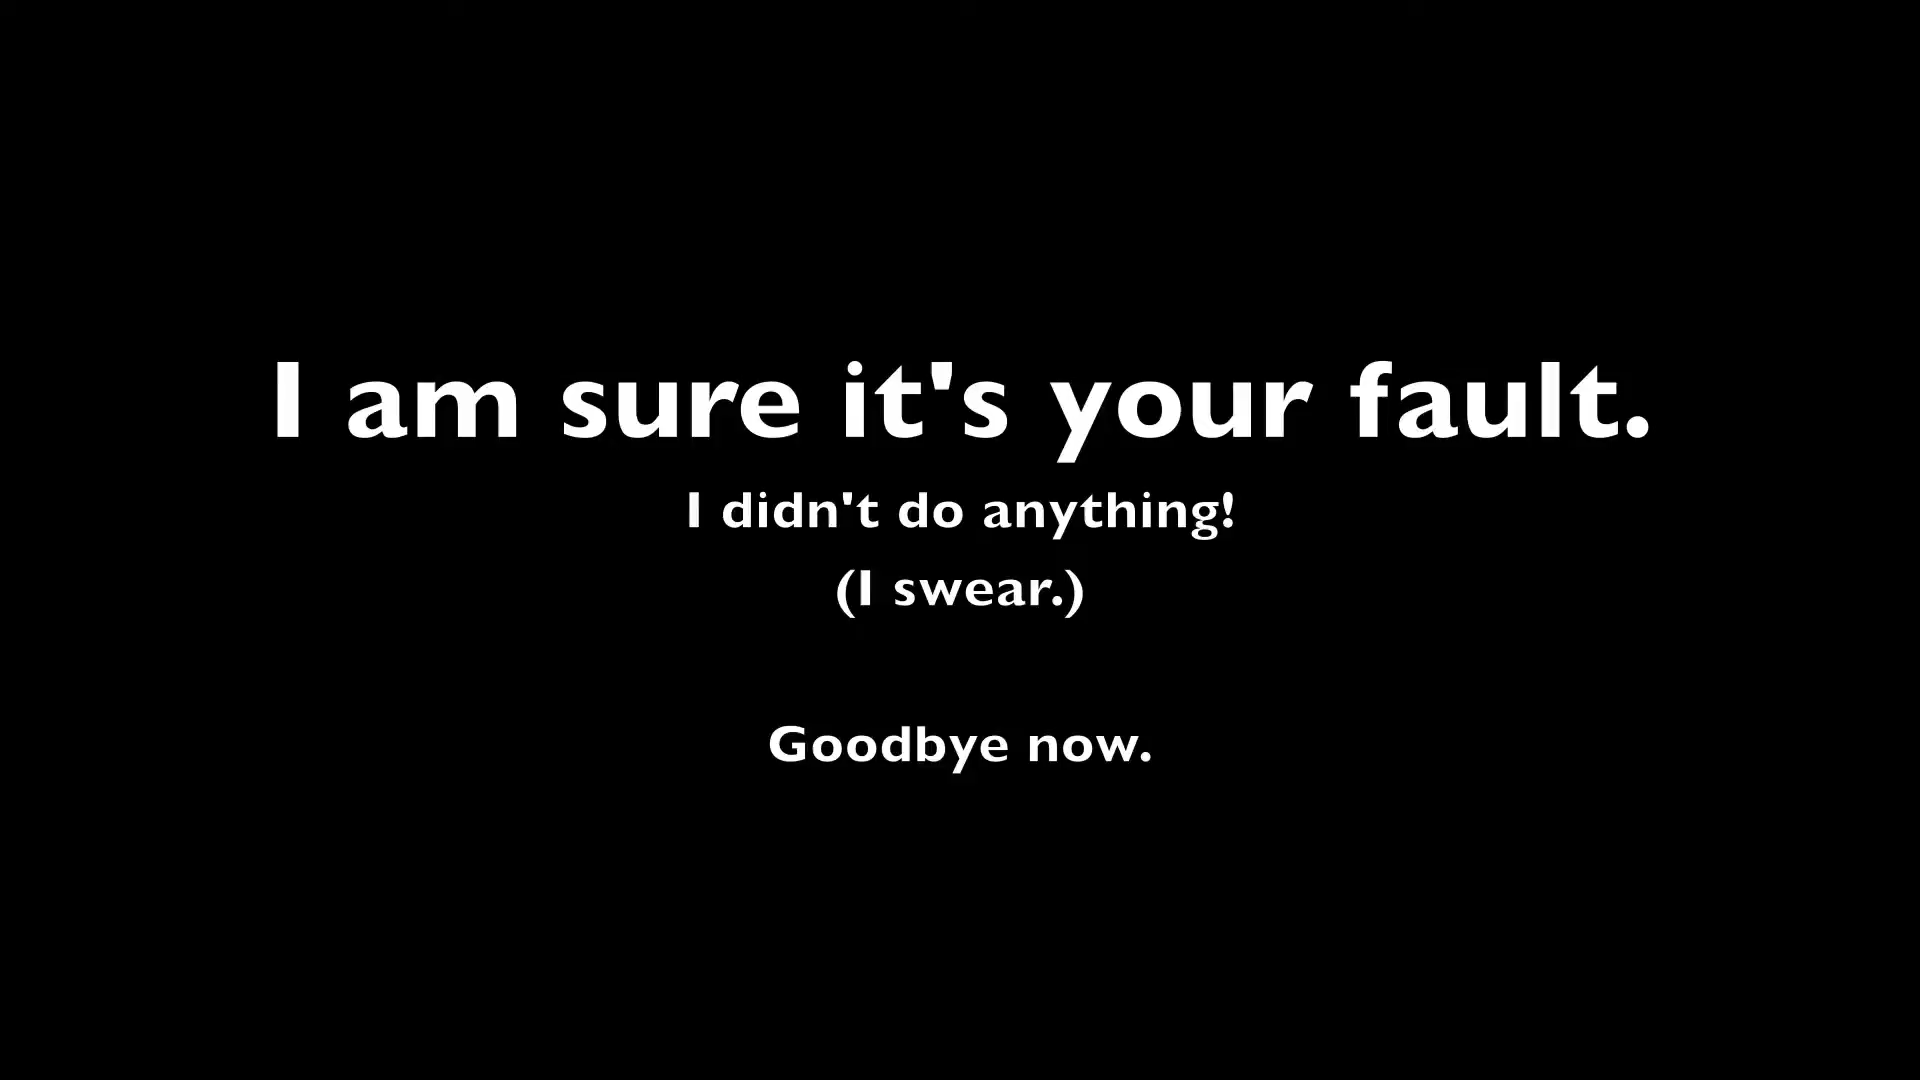 I am sure it's your fault.
I didn't do anything!
(I swear.)
Goodbye now.